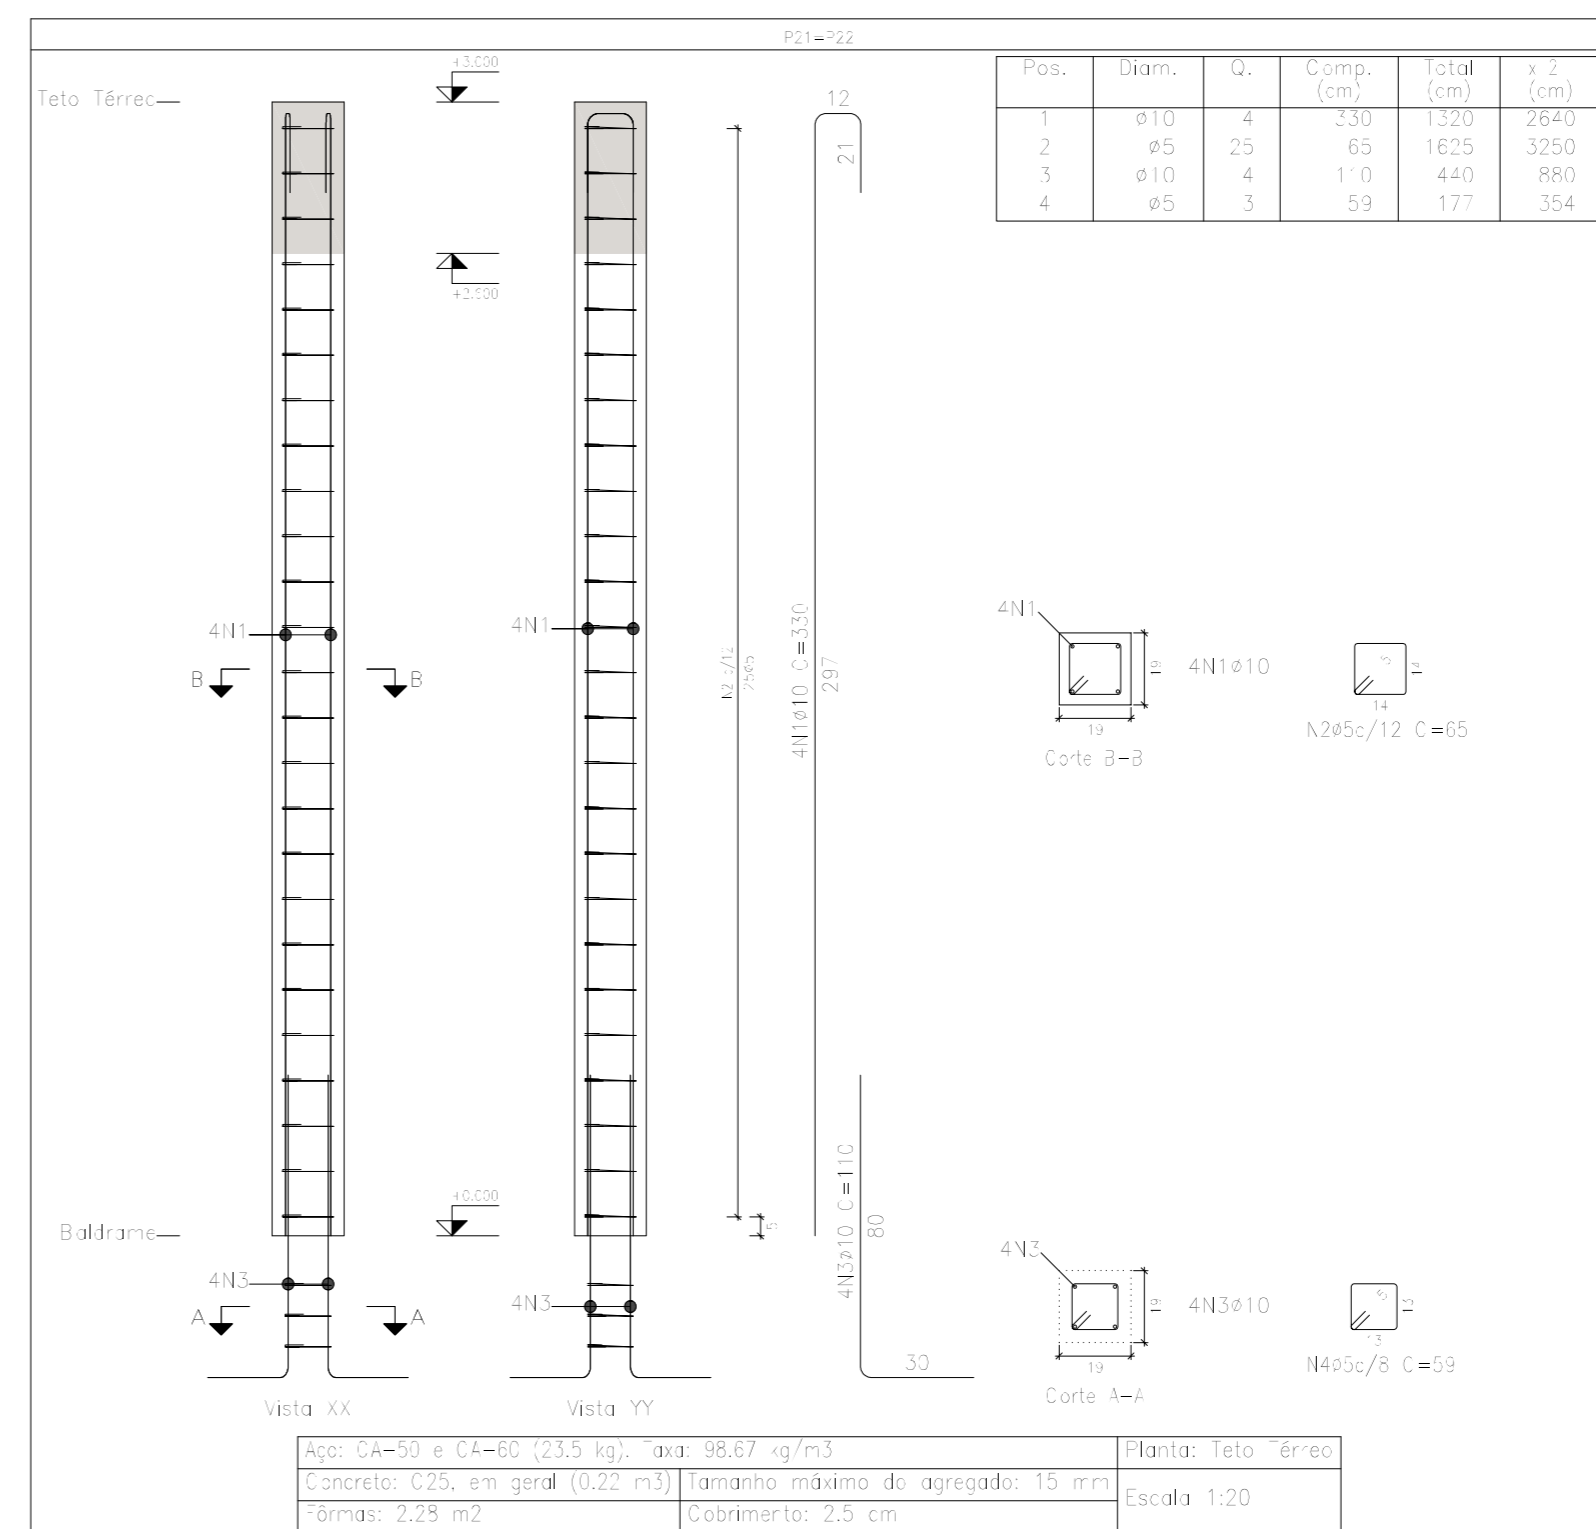 P21=P22
Teto Térreo
+3.000
+2.600
Pos. Diam. Q. Comp. (cm) Total (cm) x 2 (cm)
1 ø10 4 330 1320 2640
2 ø5 25 65 1625 3250
3 ø10 4 110 440 880
4 ø5 3 59 177 354
12
21
4N1
4N1
B
B
N2 c/12
25ø5
4N1ø10 C=330
297
4N1
19
19
4N1ø10
Corte B-B
5
14
14
N2ø5c/12 C=65
Baldrame
+0.000
5
4N3
4N3
A
A
4N3ø10 C=110
80
30
4N3
19
19
4N3ø10
Corte A-A
5
13
13
N4ø5c/8 C=59
Vista XX
Vista YY
Aço: CA-50 e CA-60 (23.5 kg). Taxa: 98.67 kg/m3
Planta: Teto Térreo
Concreto: C25, em geral (0.22 m3)
Tamanho máximo do agregado: 15 mm
Escala 1:20
Fôrmas: 2.28 m2
Cobrimento: 2.5 cm